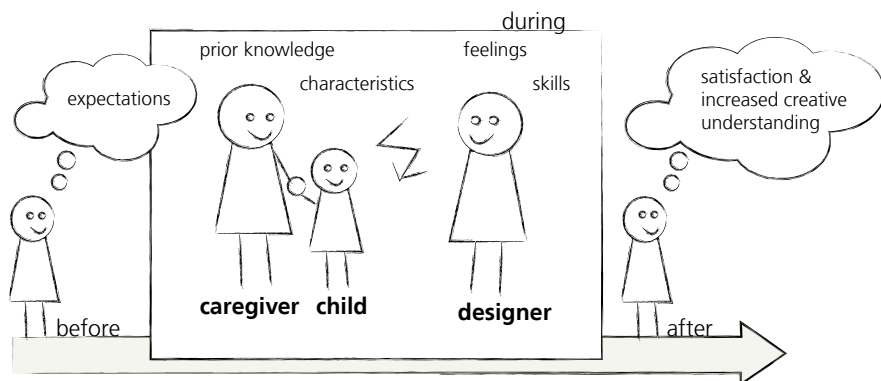 during
prior knowledge
feelings
characteristics
skills
expectations
satisfaction &
increased creative
understanding
caregiver
child
designer
before
after